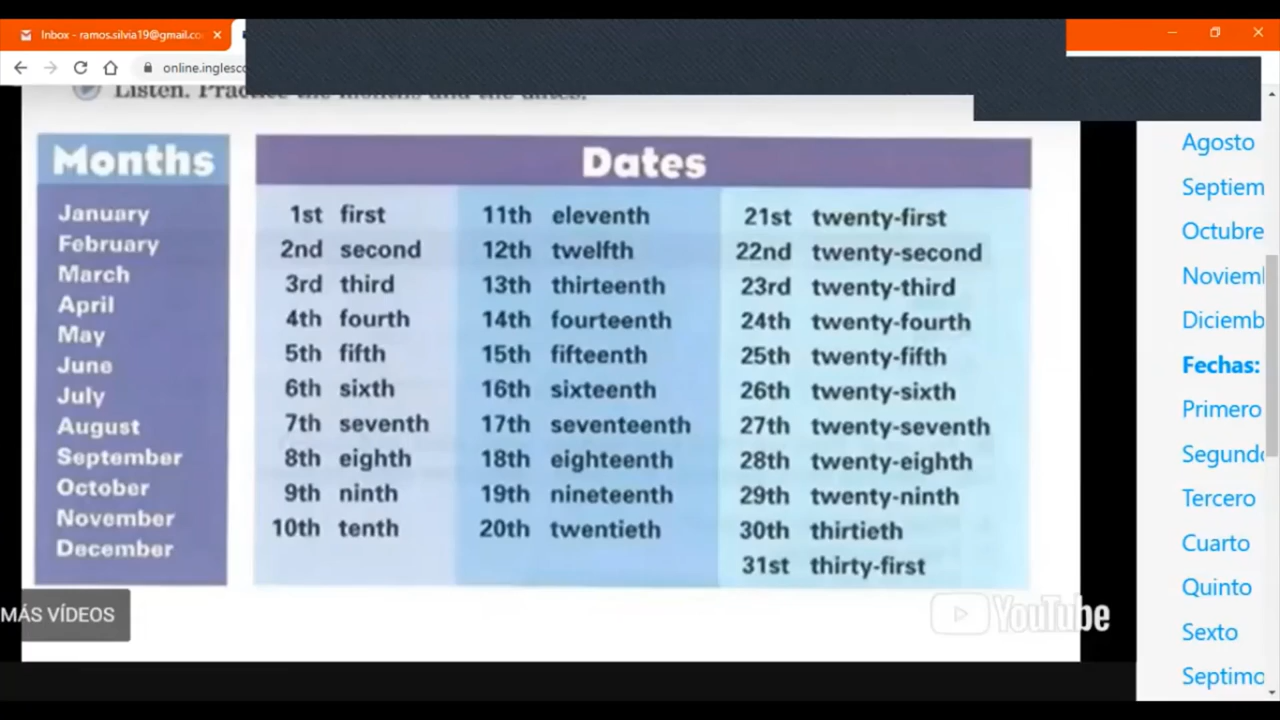 Inbox - ramos.silvia19@gmail.co
online.inglesc
Listen. Practice the months and the dates.
Months
January
February
March
April
May
June
July
August
September
October
November
December
Dates
1st first
2nd second
3rd third
4th fourth
5th fifth
6th sixth
7th seventh
8th eighth
9th ninth
10th tenth
11th eleventh
12th twelfth
13th thirteenth
14th fourteenth
15th fifteenth
16th sixteenth
17th seventeenth
18th eighteenth
19th nineteenth
20th twentieth
21st twenty-first
22nd twenty-second
23rd twenty-third
24th twenty-fourth
25th twenty-fifth
26th twenty-sixth
27th twenty-seventh
28th twenty-eighth
29th twenty-ninth
30th thirtieth
31st thirty-first
MÁS VÍDEOS
YouTube
Agosto
Septiem
Octubre
Noviem
Diciemb
Fechas:
Primero
Segund
Tercero
Cuarto
Quinto
Sexto
Septimo